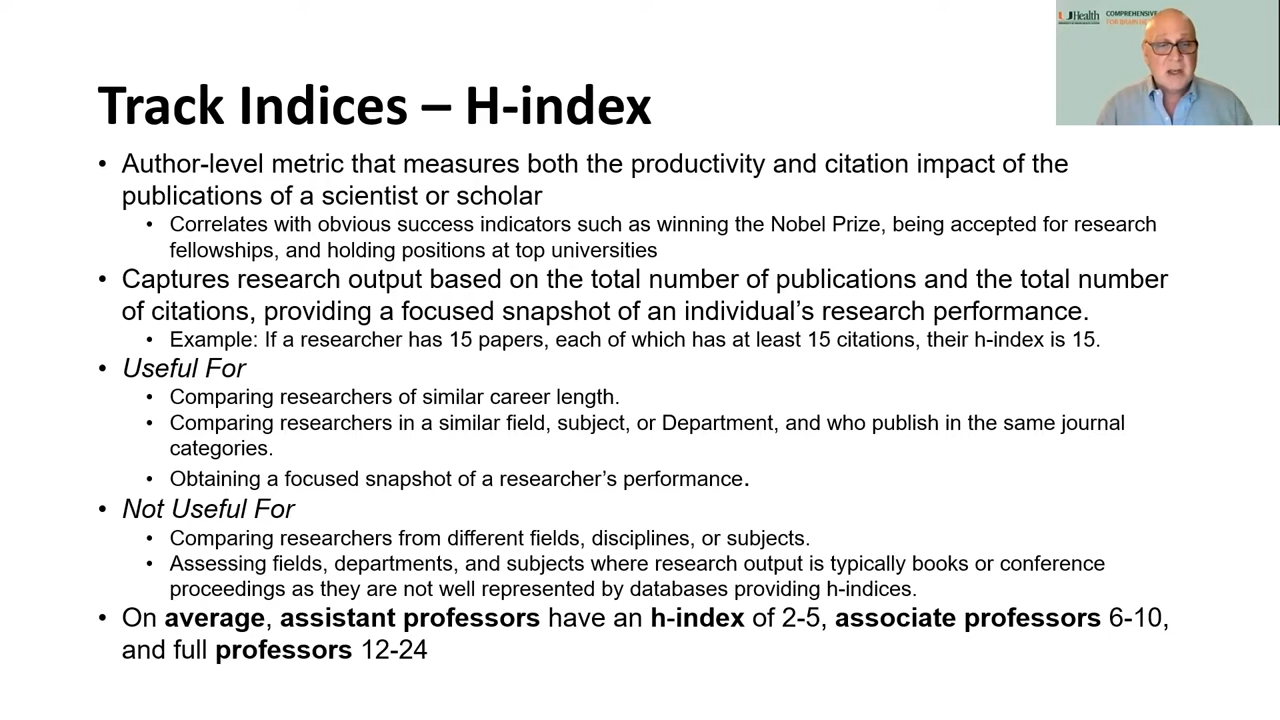 UHealth
COMPREHENSIVE
FOR BRAIN
Track Indices – H-index
• Author-level metric that measures both the productivity and citation impact of the
publications of a scientist or scholar
• Correlates with obvious success indicators such as winning the Nobel Prize, being accepted for research
fellowships, and holding positions at top universities
• Captures research output based on the total number of publications and the total number
of citations, providing a focused snapshot of an individual’s research performance.
• Example: If a researcher has 15 papers, each of which has at least 15 citations, their h-index is 15.
• Useful For
• Comparing researchers of similar career length.
• Comparing researchers in a similar field, subject, or Department, and who publish in the same journal
categories.
• Obtaining a focused snapshot of a researcher’s performance.
• Not Useful For
• Comparing researchers from different fields, disciplines, or subjects.
• Assessing fields, departments, and subjects where research output is typically books or conference
proceedings as they are not well represented by databases providing h-indices.
• On average, assistant professors have an h-index of 2-5, associate professors 6-10,
and full professors 12-24